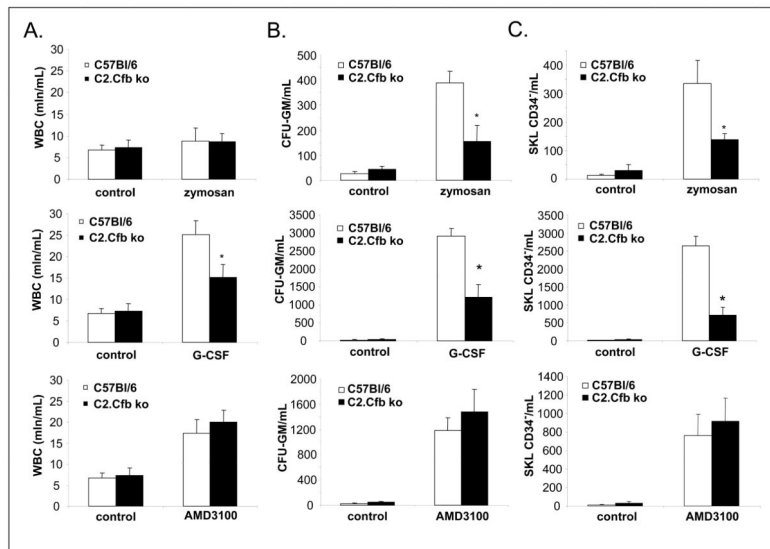 A.
WBC (mln/mL)
30
25
20
15
10
5
C57Bl/6
C2.Cfb ko
control
zymosan
B.
CFU-GM/mL
500
400
300
200
100
0
C57Bl/6
C2.Cfb ko
*
control
zymosan
C.
SKL CD34⁻/mL
400
300
200
100
0
C57Bl/6
C2.Cfb ko
*
control
zymosan
WBC (mln/mL)
30
25
20
15
10
5
C57Bl/6
C2.Cfb ko
*
control
G-CSF
CFU-GM/mL
3500
3000
2500
2000
1500
1000
500
0
C57Bl/6
C2.Cfb ko
*
control
G-CSF
SKL CD34⁻/mL
3500
3000
2500
2000
1500
1000
500
0
C57Bl/6
C2.Cfb ko
*
control
G-CSF
WBC (mln/mL)
30
25
20
15
10
5
C57Bl/6
C2.Cfb ko
control
AMD3100
CFU-GM/mL
2000
1600
1200
800
400
0
C57Bl/6
C2.Cfb ko
control
AMD3100
SKL CD34⁻/mL
1400
1200
1000
800
600
400
200
0
C57Bl/6
C2.Cfb ko
control
AMD3100